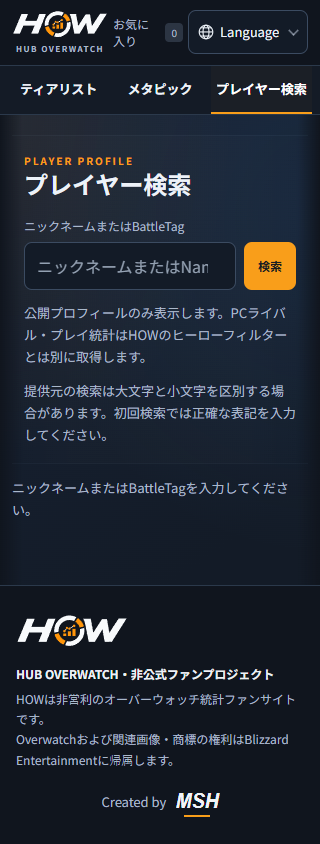 HOW
HUB OVERWATCH
お気に
入り
0
Language
ティアリスト
メタピック
プレイヤー検索
PLAYER PROFILE
プレイヤー検索
ニックネームまたはBattleTag
ニックネームまたはNar
検索
公開プロフィールのみ表示します。PCライバ
ル・プレイ統計はHOWのヒーローフィルター
とは別に取得します。
提供元の検索は大文字と小文字を区別する場
合があります。初回検索では正確な表記を入力
してください。
ニックネームまたはBattleTagを入力してくださ
い。
HOW
HUB OVERWATCH・非公式ファンプロジェクト
HOWは非営利のオーバーウォッチ統計ファンサイト
です。
Overwatchおよび関連画像・商標の権利はBlizzard
Entertainmentに帰属します。
Created by MSH